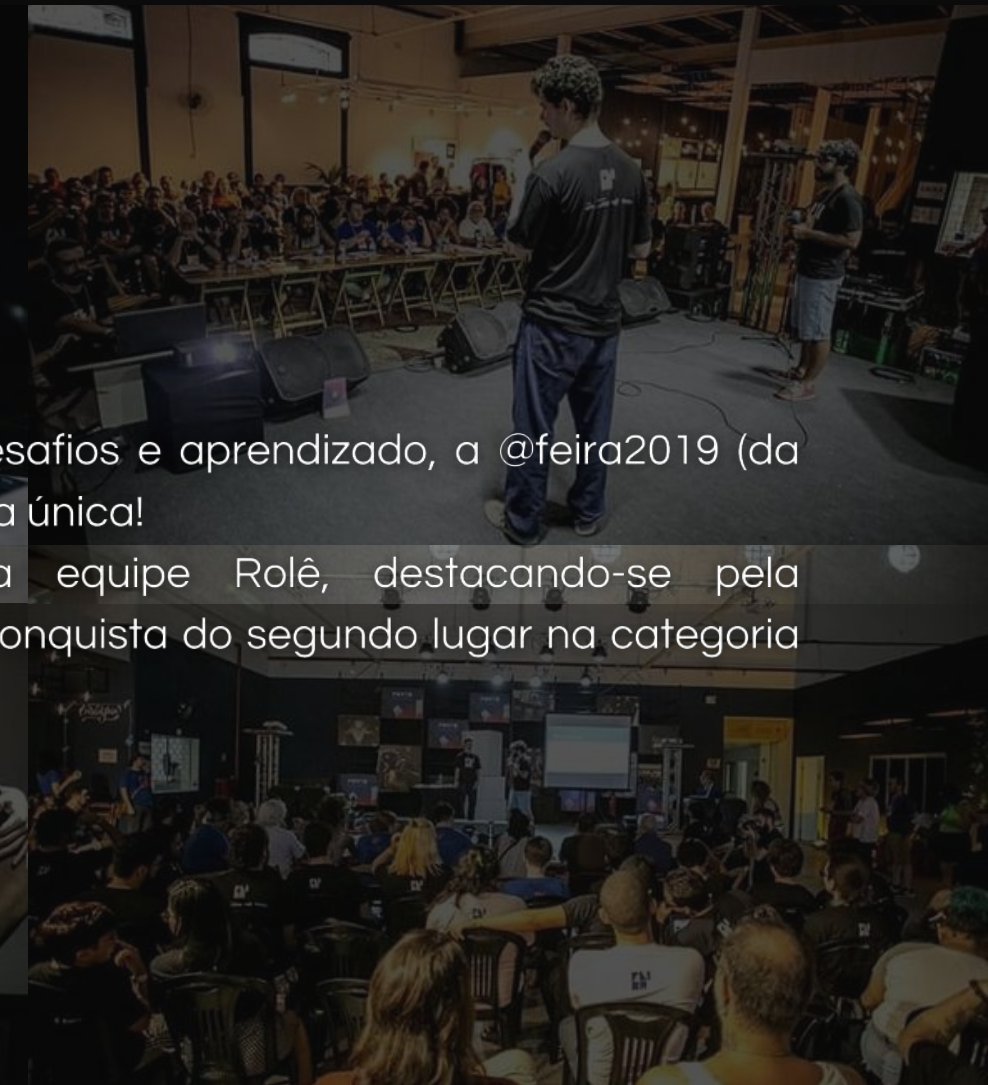 esafios e aprendizado, a @feira2019 (da
a única!
a equipe Rolê, destacando-se pela
onquista do segundo lugar na categoria